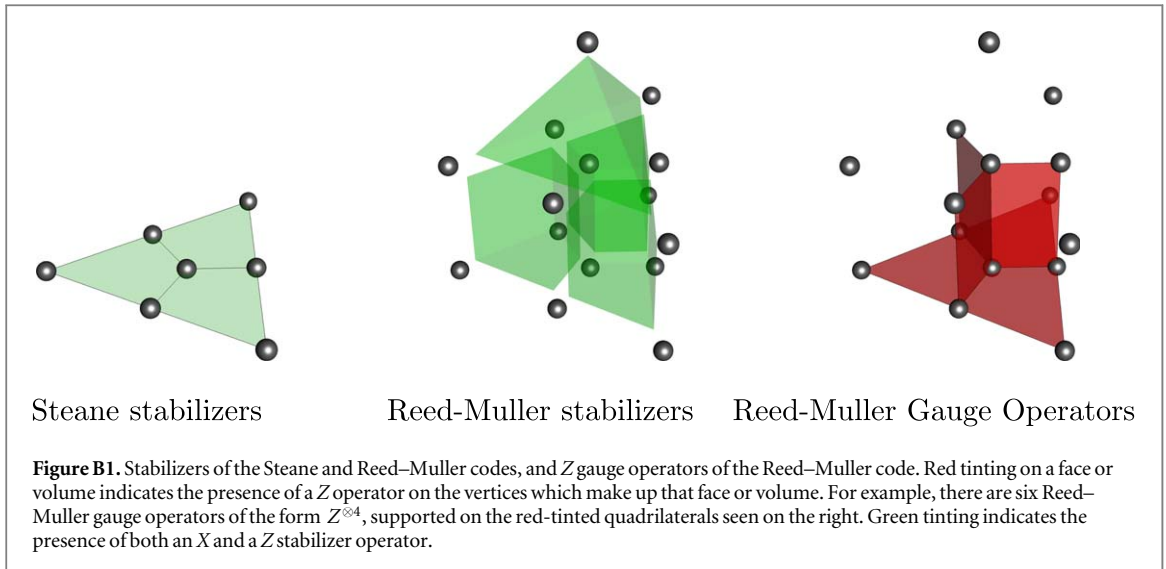 Steane stabilizers
Reed-Muller stabilizers
Reed-Muller Gauge Operators
Figure B1. Stabilizers of the Steane and Reed–Muller codes, and Z gauge operators of the Reed–Muller code. Red tinting on a face or
volume indicates the presence of a Z operator on the vertices which make up that face or volume. For example, there are six Reed–
Muller gauge operators of the form Z⊗4, supported on the red-tinted quadrilaterals seen on the right. Green tinting indicates the
presence of both an X and a Z stabilizer operator.